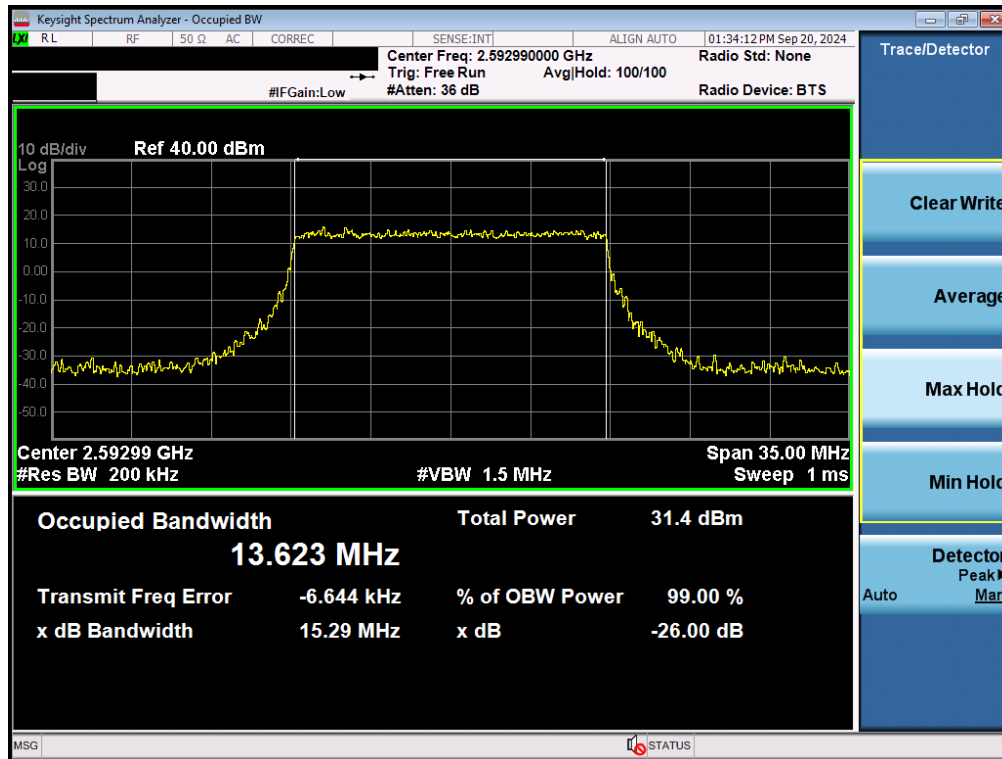 Keysight Spectrum Analyzer - Occupied BW
LXI RL RF 50 Ω AC CORREC SENSE:INT ALIGN AUTO 01:34:12 PM Sep 20, 2024
Center Freq: 2.592990000 GHz Radio Std: None
Trig: Free Run Avg|Hold: 100/100
#IFGain:Low #Atten: 36 dB Radio Device: BTS
Trace/Detector
10 dB/div Ref 40.00 dBm
Log
30.0
20.0
10.0
0.00
-10.0
-20.0
-30.0
-40.0
-50.0
Center 2.59299 GHz Span 35.00 MHz
#Res BW 200 kHz #VBW 1.5 MHz Sweep 1 ms
Occupied Bandwidth Total Power 31.4 dBm
13.623 MHz
Transmit Freq Error -6.644 kHz % of OBW Power 99.00 %
x dB Bandwidth 15.29 MHz x dB -26.00 dB
Clear Write
Average
Max Hold
Min Hold
Detector
Peak
Auto Man
MSG STATUS